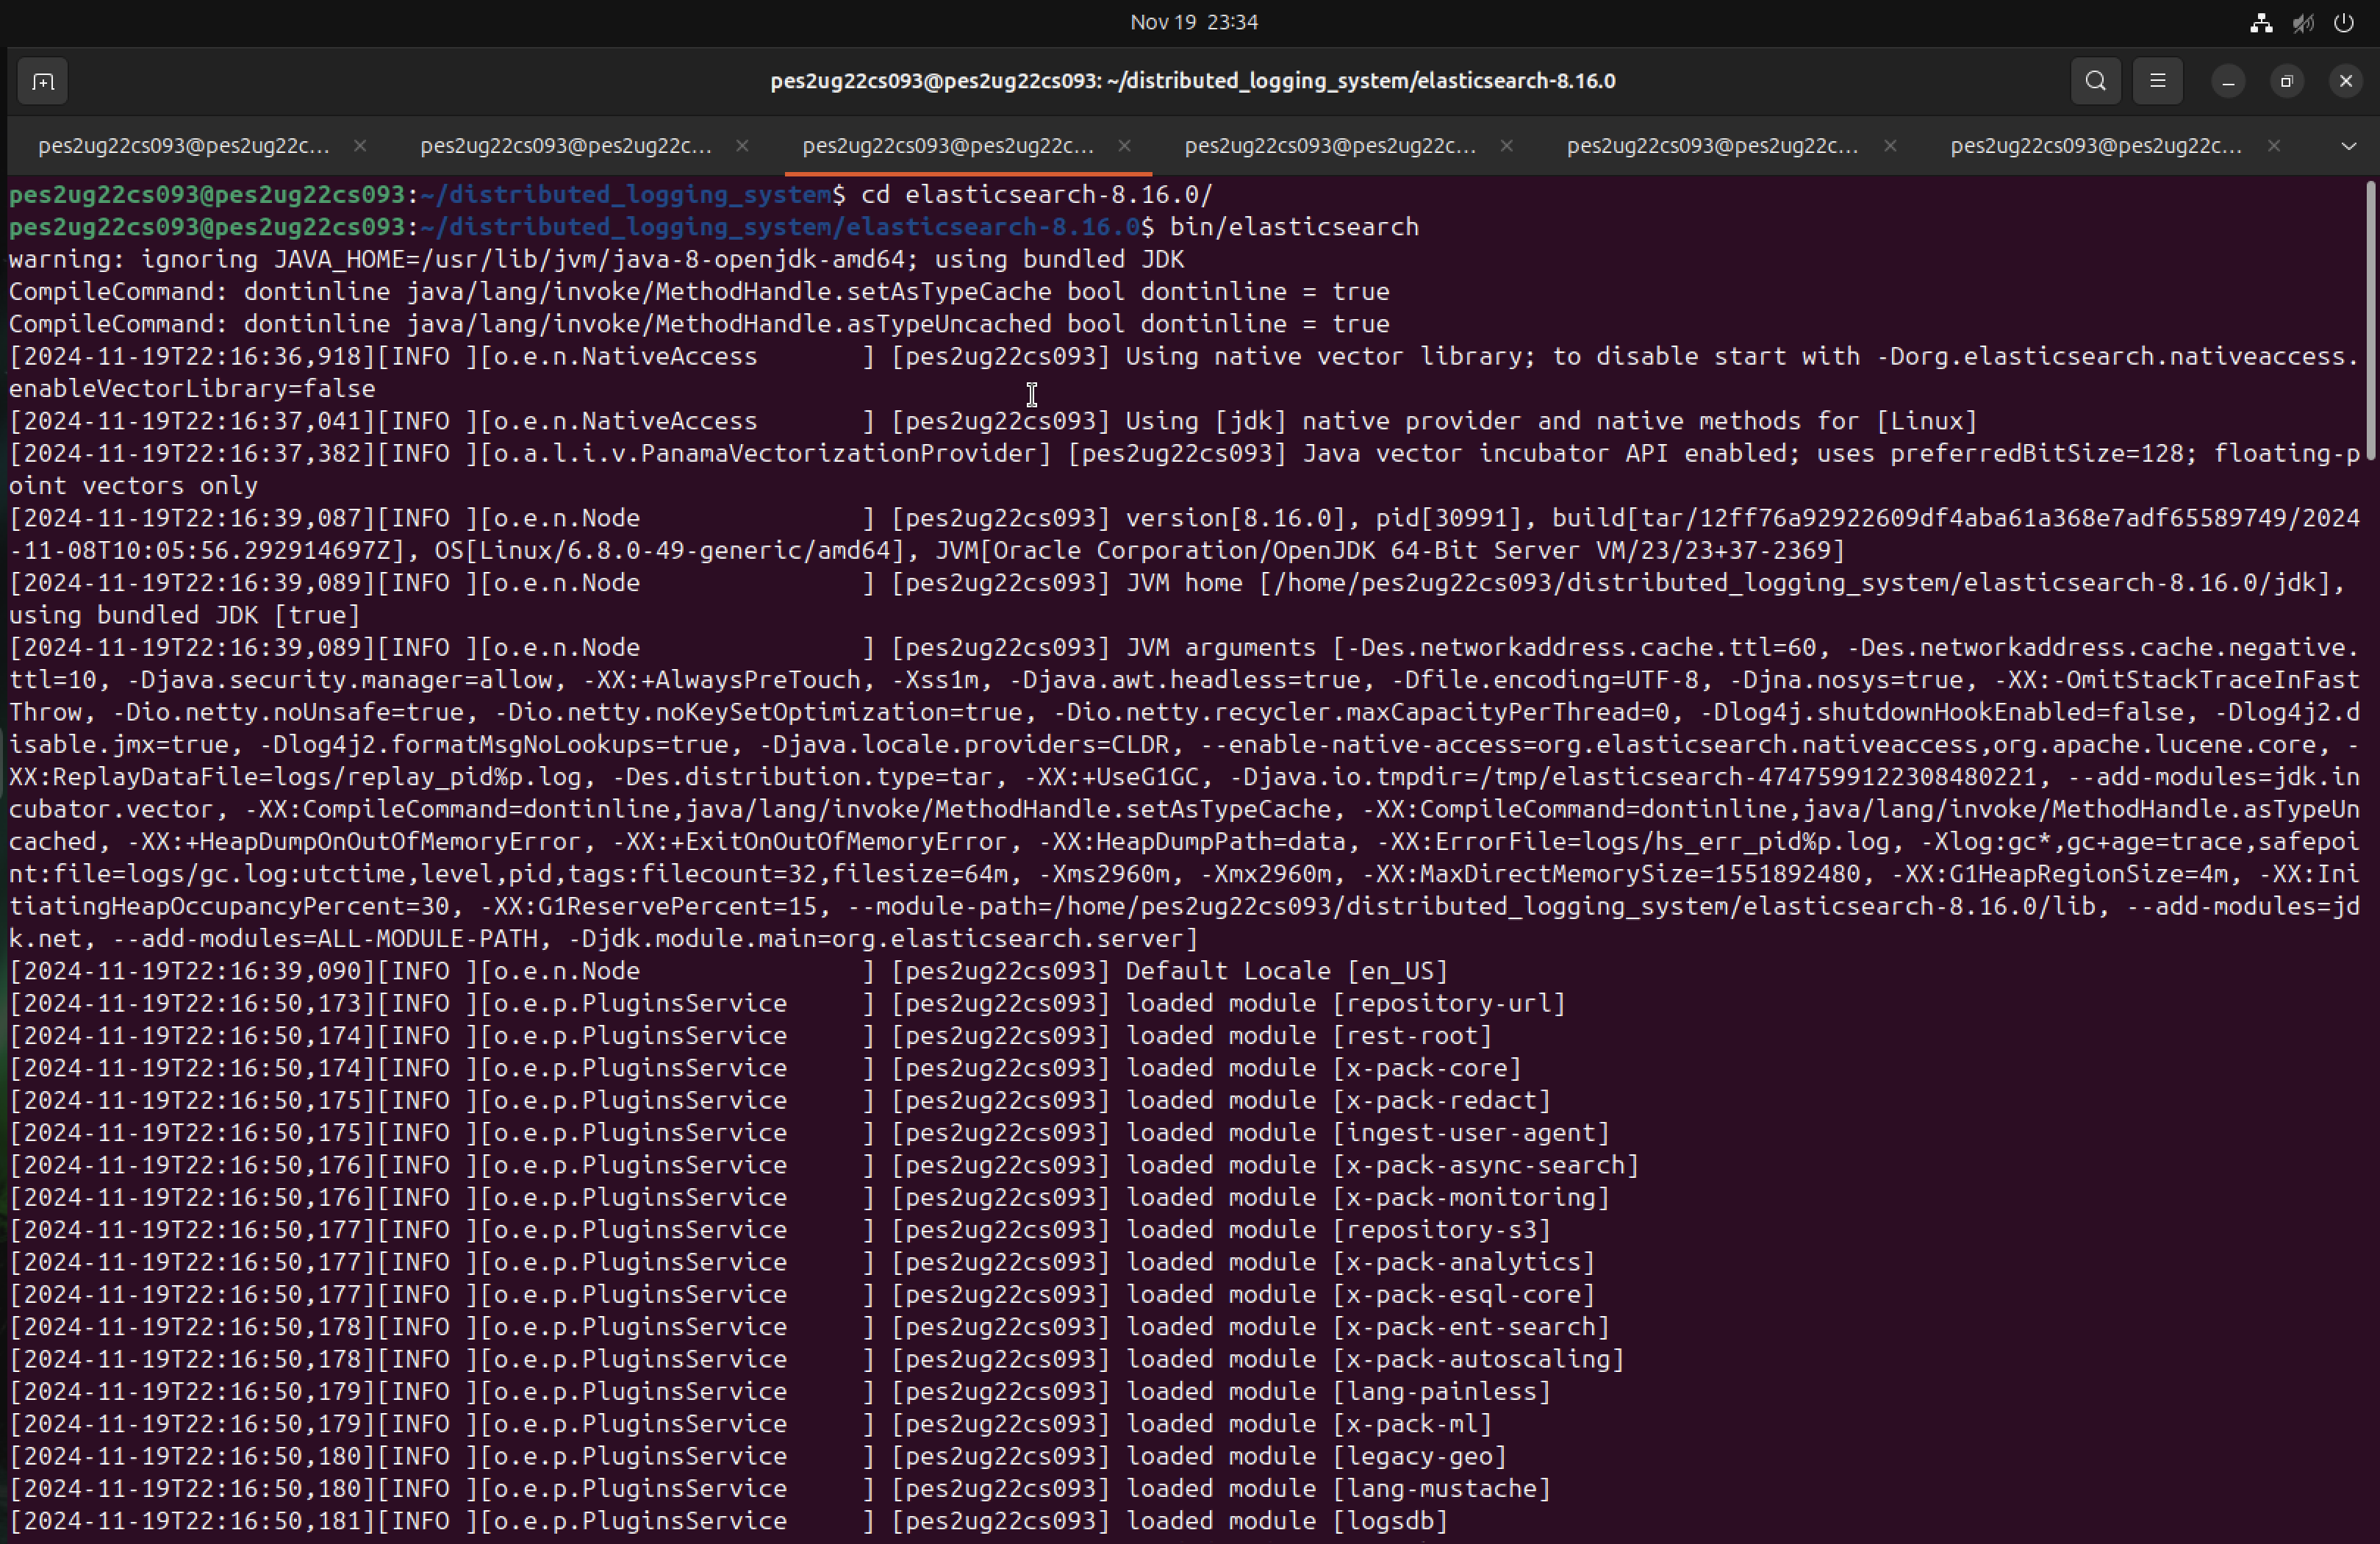 Nov 19 23:34
pes2ug22cs093@pes2ug22cs093: ~/distributed_logging_system/elasticsearch-8.16.0
pes2ug22cs093@pes2ug22c... pes2ug22cs093@pes2ug22c... pes2ug22cs093@pes2ug22c... pes2ug22cs093@pes2ug22c... pes2ug22cs093@pes2ug22c... pes2ug22cs093@pes2ug22c...
pes2ug22cs093@pes2ug22cs093:~/distributed_logging_system$ cd elasticsearch-8.16.0/
pes2ug22cs093@pes2ug22cs093:~/distributed_logging_system/elasticsearch-8.16.0$ bin/elasticsearch
warning: ignoring JAVA_HOME=/usr/lib/jvm/java-8-openjdk-amd64; using bundled JDK
CompileCommand: dontinline java/lang/invoke/MethodHandle.setAsTypeCache bool dontinline = true
CompileCommand: dontinline java/lang/invoke/MethodHandle.asTypeUncached bool dontinline = true
[2024-11-19T22:16:36,918][INFO ][o.e.n.NativeAccess       ] [pes2ug22cs093] Using native vector library; to disable start with -Dorg.elasticsearch.nativeaccess.
enableVectorLibrary=false
[2024-11-19T22:16:37,041][INFO ][o.e.n.NativeAccess       ] [pes2ug22cs093] Using [jdk] native provider and native methods for [Linux]
[2024-11-19T22:16:37,382][INFO ][o.a.l.i.v.PanamaVectorizationProvider] [pes2ug22cs093] Java vector incubator API enabled; uses preferredBitSize=128; floating-p
oint vectors only
[2024-11-19T22:16:39,087][INFO ][o.e.n.Node               ] [pes2ug22cs093] version[8.16.0], pid[30991], build[tar/12ff76a92922609df4aba61a368e7adf65589749/2024
-11-08T10:05:56.292914697Z], OS[Linux/6.8.0-49-generic/amd64], JVM[Oracle Corporation/OpenJDK 64-Bit Server VM/23/23+37-2369]
[2024-11-19T22:16:39,089][INFO ][o.e.n.Node               ] [pes2ug22cs093] JVM home [/home/pes2ug22cs093/distributed_logging_system/elasticsearch-8.16.0/jdk],
using bundled JDK [true]
[2024-11-19T22:16:39,089][INFO ][o.e.n.Node               ] [pes2ug22cs093] JVM arguments [-Des.networkaddress.cache.ttl=60, -Des.networkaddress.cache.negative.
ttl=10, -Djava.security.manager=allow, -XX:+AlwaysPreTouch, -Xss1m, -Djava.awt.headless=true, -Dfile.encoding=UTF-8, -Djna.nosys=true, -XX:-OmitStackTraceInFast
Throw, -Dio.netty.noUnsafe=true, -Dio.netty.noKeySetOptimization=true, -Dio.netty.recycler.maxCapacityPerThread=0, -Dlog4j.shutdownHookEnabled=false, -Dlog4j2.d
isable.jmx=true, -Dlog4j2.formatMsgNoLookups=true, -Djava.locale.providers=CLDR, --enable-native-access=org.elasticsearch.nativeaccess,org.apache.lucene.core, -
XX:ReplayDataFile=logs/replay_pid%p.log, -Des.distribution.type=tar, -XX:+UseG1GC, -Djava.io.tmpdir=/tmp/elasticsearch-4747599122308480221, --add-modules=jdk.in
cubator.vector, -XX:CompileCommand=dontinline,java/lang/invoke/MethodHandle.setAsTypeCache, -XX:CompileCommand=dontinline,java/lang/invoke/MethodHandle.asTypeUn
cached, -XX:+HeapDumpOnOutOfMemoryError, -XX:+ExitOnOutOfMemoryError, -XX:HeapDumpPath=data, -XX:ErrorFile=logs/hs_err_pid%p.log, -Xlog:gc*,gc+age=trace,safepoi
nt:file=logs/gc.log:utctime,level,pid,tags:filecount=32,filesize=64m, -Xms2960m, -Xmx2960m, -XX:MaxDirectMemorySize=1551892480, -XX:G1HeapRegionSize=4m, -XX:Ini
tiatingHeapOccupancyPercent=30, -XX:G1ReservePercent=15, --module-path=/home/pes2ug22cs093/distributed_logging_system/elasticsearch-8.16.0/lib, --add-modules=jd
k.net, --add-modules=ALL-MODULE-PATH, -Djdk.module.main=org.elasticsearch.server]
[2024-11-19T22:16:39,090][INFO ][o.e.n.Node               ] [pes2ug22cs093] Default Locale [en_US]
[2024-11-19T22:16:50,173][INFO ][o.e.p.PluginsService     ] [pes2ug22cs093] loaded module [repository-url]
[2024-11-19T22:16:50,174][INFO ][o.e.p.PluginsService     ] [pes2ug22cs093] loaded module [rest-root]
[2024-11-19T22:16:50,174][INFO ][o.e.p.PluginsService     ] [pes2ug22cs093] loaded module [x-pack-core]
[2024-11-19T22:16:50,175][INFO ][o.e.p.PluginsService     ] [pes2ug22cs093] loaded module [x-pack-redact]
[2024-11-19T22:16:50,175][INFO ][o.e.p.PluginsService     ] [pes2ug22cs093] loaded module [ingest-user-agent]
[2024-11-19T22:16:50,176][INFO ][o.e.p.PluginsService     ] [pes2ug22cs093] loaded module [x-pack-async-search]
[2024-11-19T22:16:50,176][INFO ][o.e.p.PluginsService     ] [pes2ug22cs093] loaded module [x-pack-monitoring]
[2024-11-19T22:16:50,177][INFO ][o.e.p.PluginsService     ] [pes2ug22cs093] loaded module [repository-s3]
[2024-11-19T22:16:50,177][INFO ][o.e.p.PluginsService     ] [pes2ug22cs093] loaded module [x-pack-analytics]
[2024-11-19T22:16:50,177][INFO ][o.e.p.PluginsService     ] [pes2ug22cs093] loaded module [x-pack-esql-core]
[2024-11-19T22:16:50,178][INFO ][o.e.p.PluginsService     ] [pes2ug22cs093] loaded module [x-pack-ent-search]
[2024-11-19T22:16:50,178][INFO ][o.e.p.PluginsService     ] [pes2ug22cs093] loaded module [x-pack-autoscaling]
[2024-11-19T22:16:50,179][INFO ][o.e.p.PluginsService     ] [pes2ug22cs093] loaded module [lang-painless]
[2024-11-19T22:16:50,179][INFO ][o.e.p.PluginsService     ] [pes2ug22cs093] loaded module [x-pack-ml]
[2024-11-19T22:16:50,180][INFO ][o.e.p.PluginsService     ] [pes2ug22cs093] loaded module [legacy-geo]
[2024-11-19T22:16:50,180][INFO ][o.e.p.PluginsService     ] [pes2ug22cs093] loaded module [lang-mustache]
[2024-11-19T22:16:50,181][INFO ][o.e.p.PluginsService     ] [pes2ug22cs093] loaded module [logsdb]